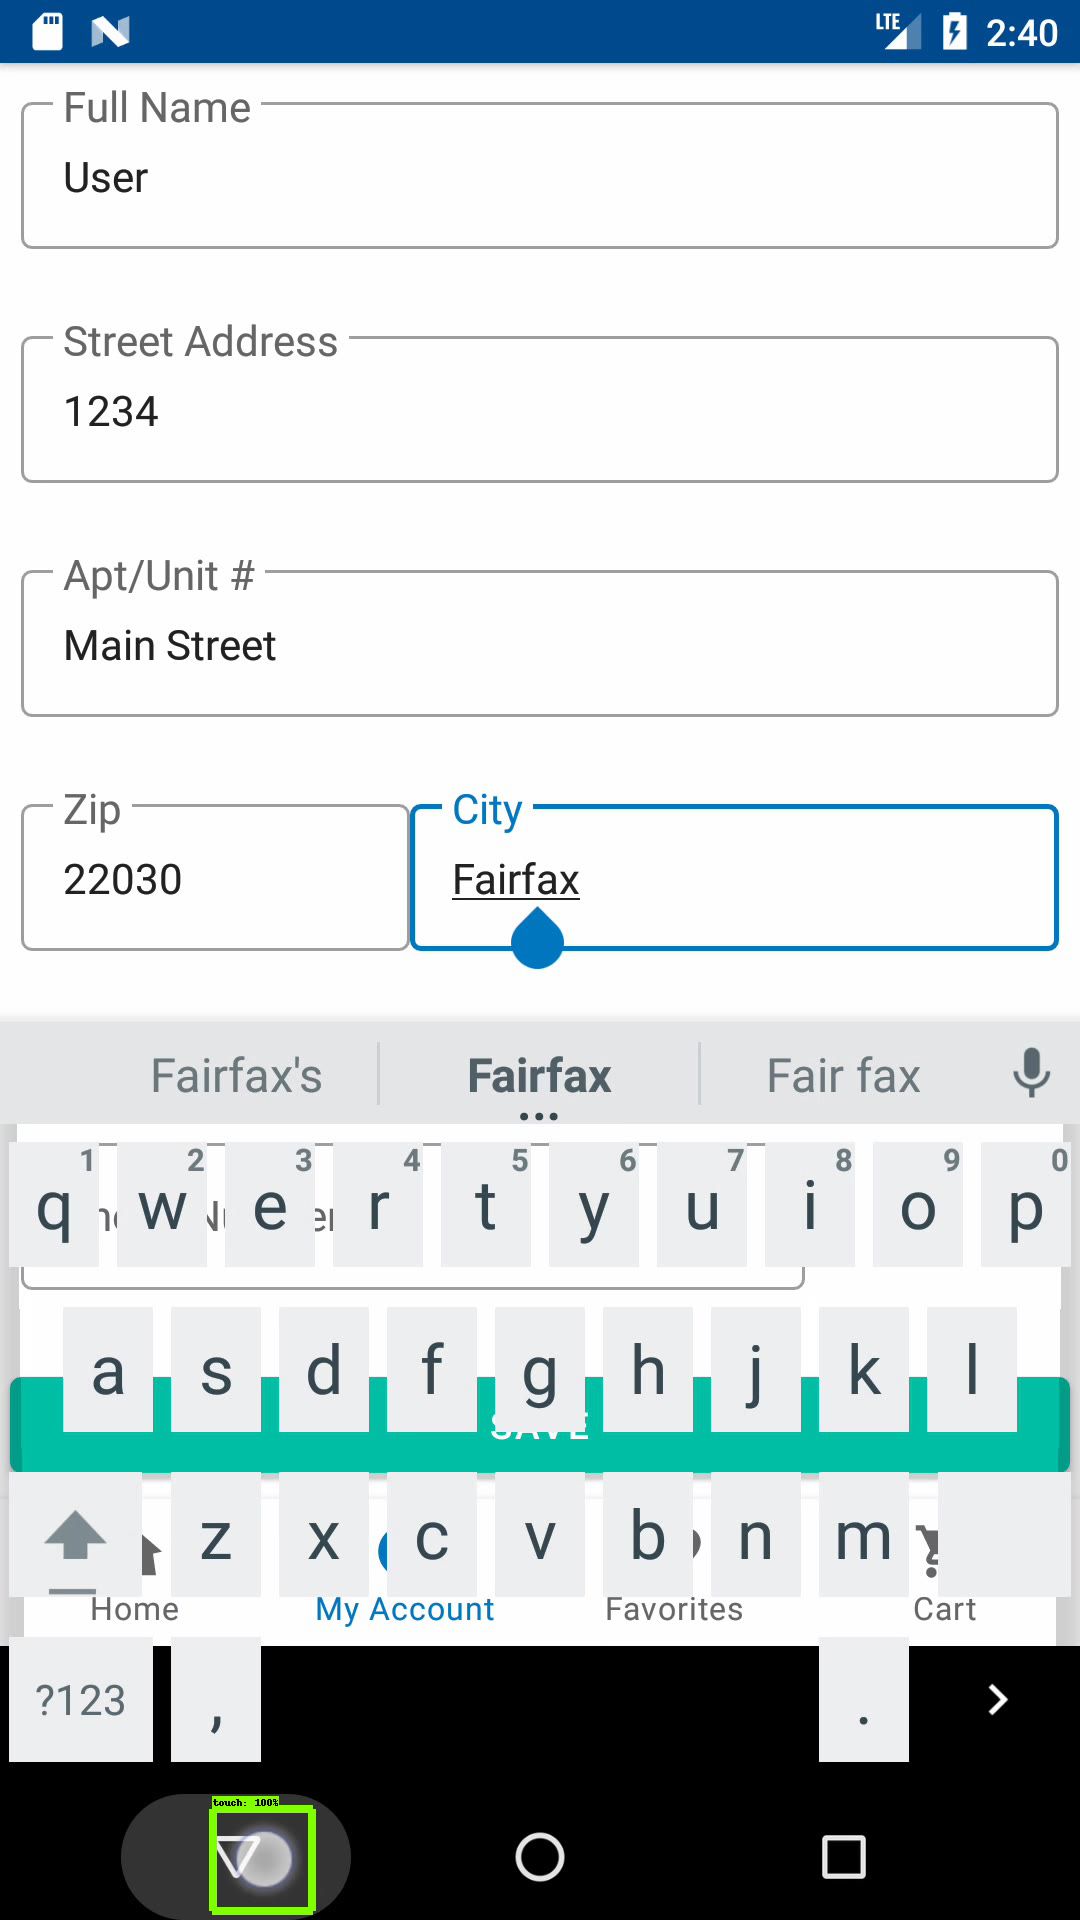 LTE 2:40
Full Name
User
Street Address
1234
Apt/Unit #
Main Street
Zip
22030
City
Fairfax
Fairfax's Fairfax Fair fax
1 2 3 4 5 6 7 8 9 0
q w e r t y u i o p
a s d f g h j k l
SAVE
z x c v b n m
Home My Account Favorites Cart
?123 , .
touch: 100%